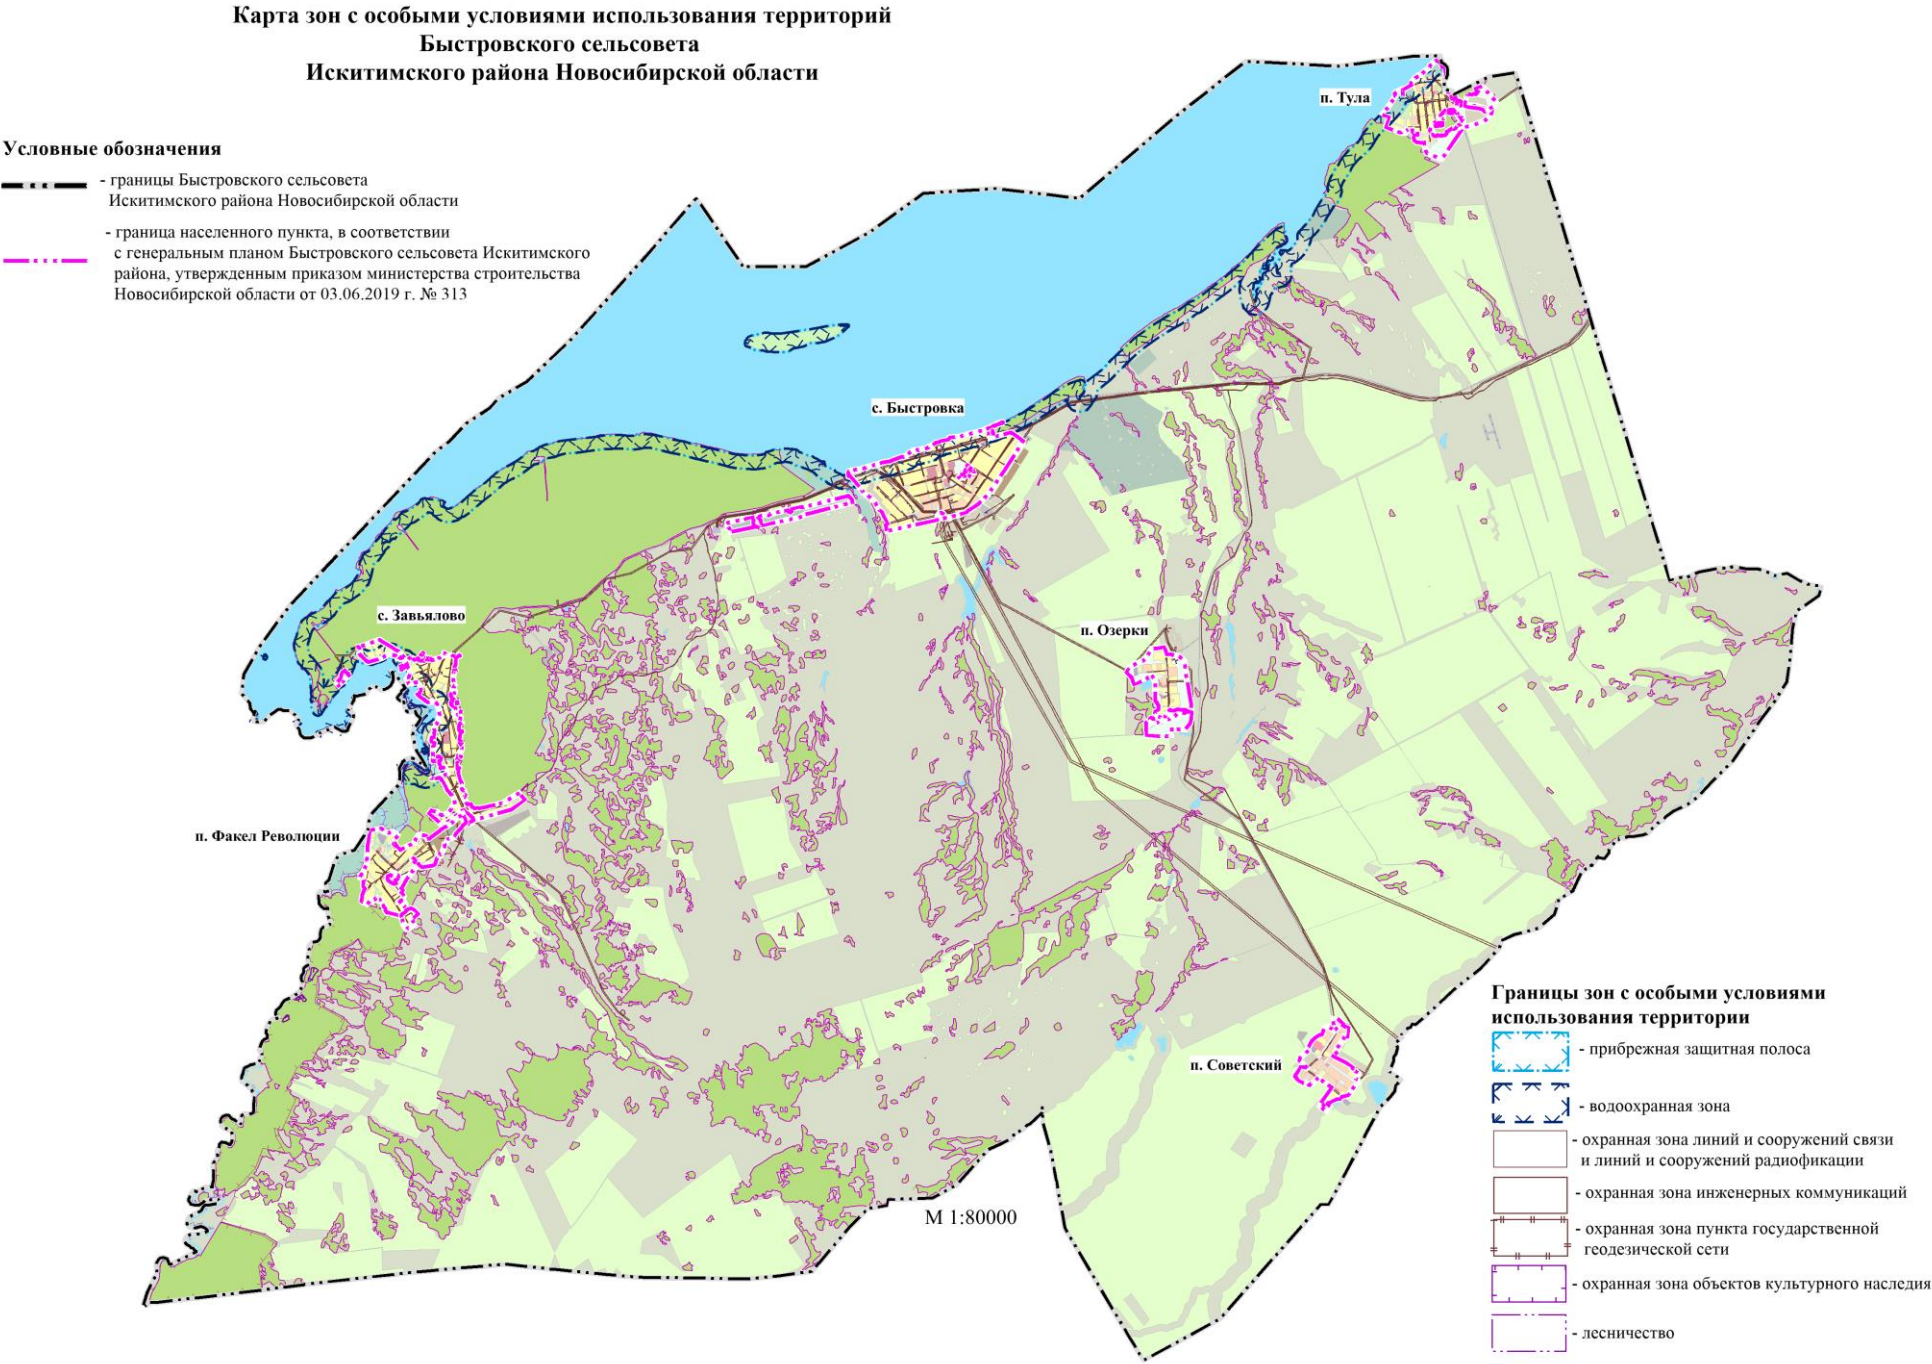 Карта зон с особыми условиями использования территорий
Быстровского сельсовета
Искитимского района Новосибирской области
Условные обозначения
- границы Быстровского сельсовета
Искитимского района Новосибирской области
- граница населенного пункта, в соответствии
с генеральным планом Быстровского сельсовета Искитимского
района, утвержденным приказом министерства строительства
Новосибирской области от 03.06.2019 г. № 313
п. Тула
с. Быстровка
с. Завьялово
п. Озерки
п. Факел Революции
п. Советский
М 1:80000
Границы зон с особыми условиями
использования территории
- прибрежная защитная полоса
- водоохранная зона
- охранная зона линий и сооружений связи
и линий и сооружений радиофикации
- охранная зона инженерных коммуникаций
- охранная зона пункта государственной
геодезической сети
- охранная зона объектов культурного наследия
- лесничество